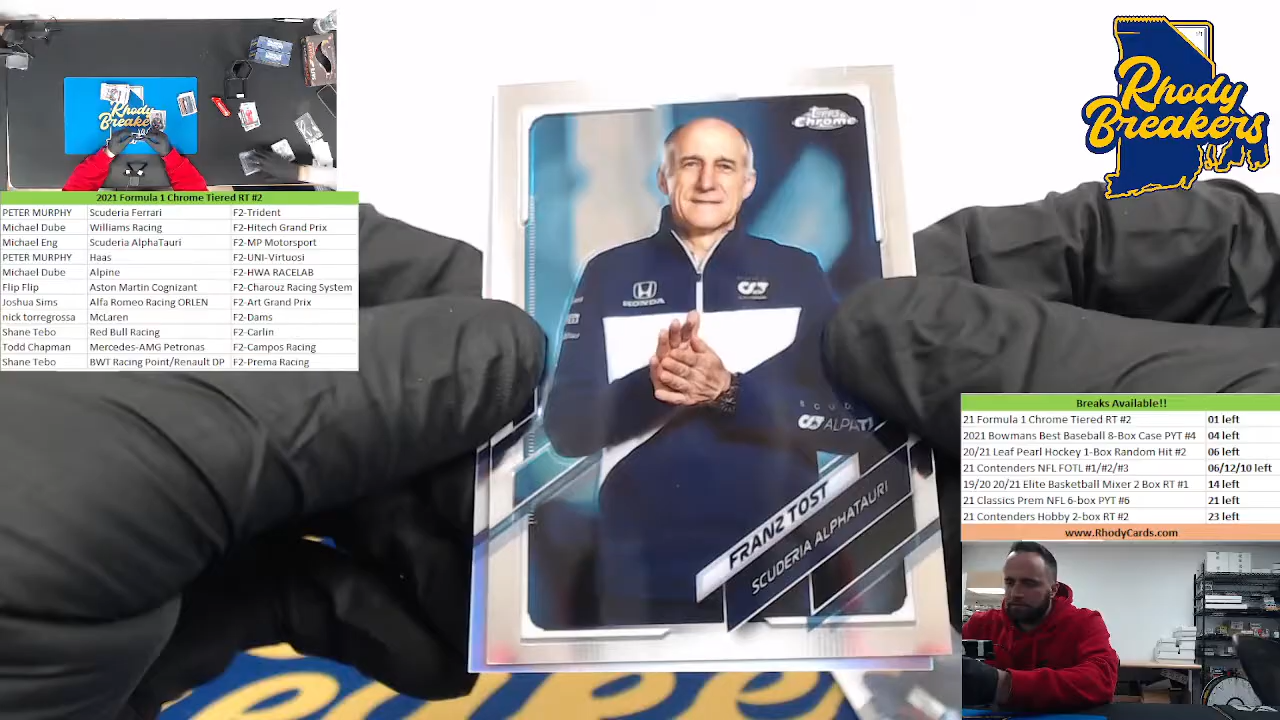 2021 Formula 1 Chrome Tiered RT #2
PETER MURPHY Scuderia Ferrari F2-Trident
Michael Dube Williams Racing F2-Hitech Grand Prix
Michael Eng Scuderia AlphaTauri F2-MP Motorsport
PETER MURPHY Haas F2-UNI-Virtuosi
Michael Dube Alpine F2-HWA RACELAB
Flip Flip Aston Martin Cognizant F2-Charouz Racing System
Joshua Sims Alfa Romeo Racing ORLEN F2-Art Grand Prix
nick torregrossa McLaren F2-Dams
Shane Tebo Red Bull Racing F2-Carlin
Todd Chapman Mercedes-AMG Petronas F2-Campos Racing
Shane Tebo BWT Racing Point/Renault DP F2-Prema Racing
Topps
Chrome
HONDA
FRANZ TOST
SCUDERIA ALPHATAURI
Rhody
Breakers
Rhody
Breakers
Breaks Available!!
21 Formula 1 Chrome Tiered RT #2 01 left
2021 Bowmans Best Baseball 8-Box Case PYT #4 04 left
20/21 Leaf Pearl Hockey 1-Box Random Hit #2 06 left
21 Contenders NFL FOTL #1/#2/#3 06/12/10 left
19/20 20/21 Elite Basketball Mixer 2 Box RT #1 14 left
21 Classics Prem NFL 6-box PYT #6 21 left
21 Contenders Hobby 2-box RT #2 23 left
www.RhodyCards.com